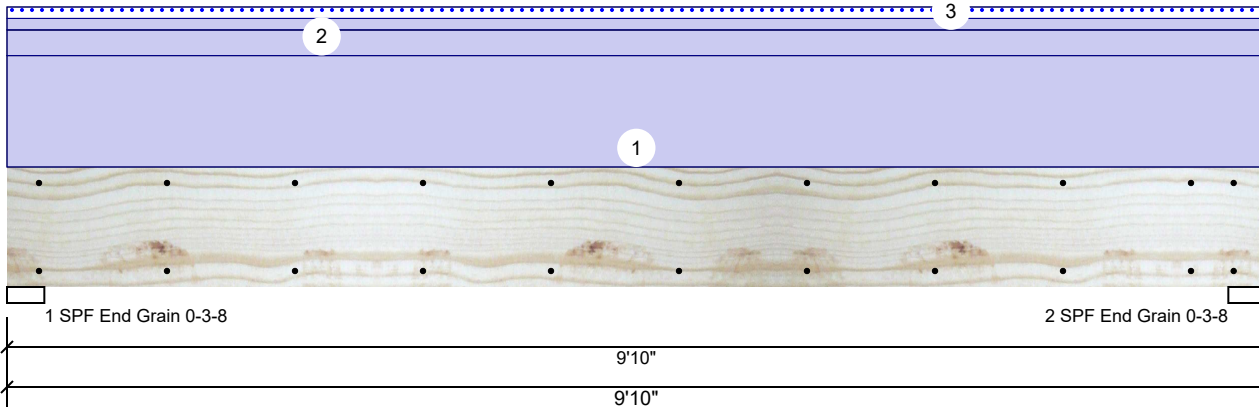 3
2
1
1 SPF End Grain 0-3-8
2 SPF End Grain 0-3-8
9'10"
9'10"